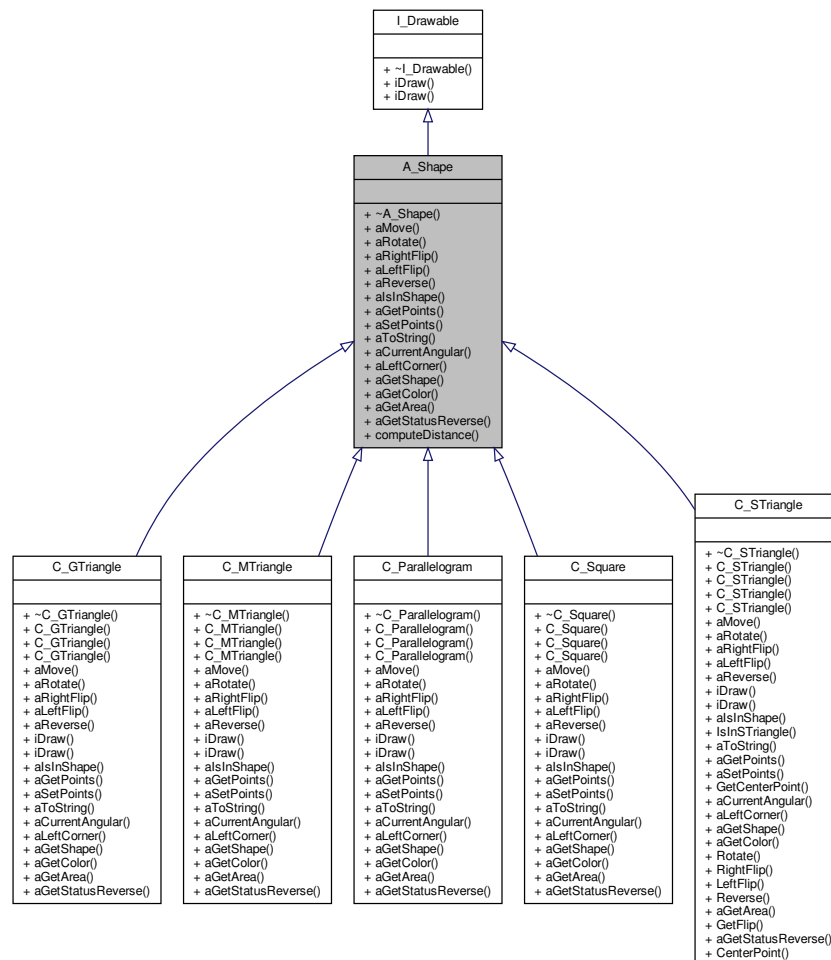 I_Drawable
+ ~I_Drawable()
+ iDraw()
+ iDraw()
A_Shape
+ ~A_Shape()
+ aMove()
+ aRotate()
+ aRightFlip()
+ aLeftFlip()
+ aReverse()
+ aIsInShape()
+ aGetPoints()
+ aSetPoints()
+ aToString()
+ aCurrentAngular()
+ aLeftCorner()
+ aGetShape()
+ aGetColor()
+ aGetArea()
+ aGetStatusReverse()
+ computeDistance()
C_GTriangle
+ ~C_GTriangle()
+ C_GTriangle()
+ C_GTriangle()
+ C_GTriangle()
+ aMove()
+ aRotate()
+ aRightFlip()
+ aLeftFlip()
+ aReverse()
+ iDraw()
+ iDraw()
+ aIsInShape()
+ aGetPoints()
+ aSetPoints()
+ aToString()
+ aCurrentAngular()
+ aLeftCorner()
+ aGetShape()
+ aGetColor()
+ aGetArea()
+ aGetStatusReverse()
C_MTriangle
+ ~C_MTriangle()
+ C_MTriangle()
+ C_MTriangle()
+ C_MTriangle()
+ aMove()
+ aRotate()
+ aRightFlip()
+ aLeftFlip()
+ aReverse()
+ iDraw()
+ iDraw()
+ aIsInShape()
+ aGetPoints()
+ aSetPoints()
+ aToString()
+ aCurrentAngular()
+ aLeftCorner()
+ aGetShape()
+ aGetColor()
+ aGetArea()
+ aGetStatusReverse()
C_Parallelogram
+ ~C_Parallelogram()
+ C_Parallelogram()
+ C_Parallelogram()
+ C_Parallelogram()
+ aMove()
+ aRotate()
+ aRightFlip()
+ aLeftFlip()
+ aReverse()
+ iDraw()
+ iDraw()
+ aIsInShape()
+ aGetPoints()
+ aSetPoints()
+ aToString()
+ aCurrentAngular()
+ aLeftCorner()
+ aGetShape()
+ aGetColor()
+ aGetArea()
+ aGetStatusReverse()
C_Square
+ ~C_Square()
+ C_Square()
+ C_Square()
+ C_Square()
+ aMove()
+ aRotate()
+ aRightFlip()
+ aLeftFlip()
+ aReverse()
+ iDraw()
+ iDraw()
+ aIsInShape()
+ aGetPoints()
+ aSetPoints()
+ aToString()
+ aCurrentAngular()
+ aLeftCorner()
+ aGetShape()
+ aGetColor()
+ aGetArea()
+ aGetStatusReverse()
C_STriangle
+ ~C_STriangle()
+ C_STriangle()
+ C_STriangle()
+ C_STriangle()
+ C_STriangle()
+ aMove()
+ aRotate()
+ aRightFlip()
+ aLeftFlip()
+ aReverse()
+ iDraw()
+ iDraw()
+ aIsInShape()
+ IsInSTriangle()
+ aToString()
+ aGetPoints()
+ aSetPoints()
+ GetCenterPoint()
+ aCurrentAngular()
+ aLeftCorner()
+ aGetShape()
+ aGetColor()
+ Rotate()
+ RightFlip()
+ LeftFlip()
+ Reverse()
+ aGetArea()
+ GetFlip()
+ aGetStatusReverse()
+ CenterPoint()